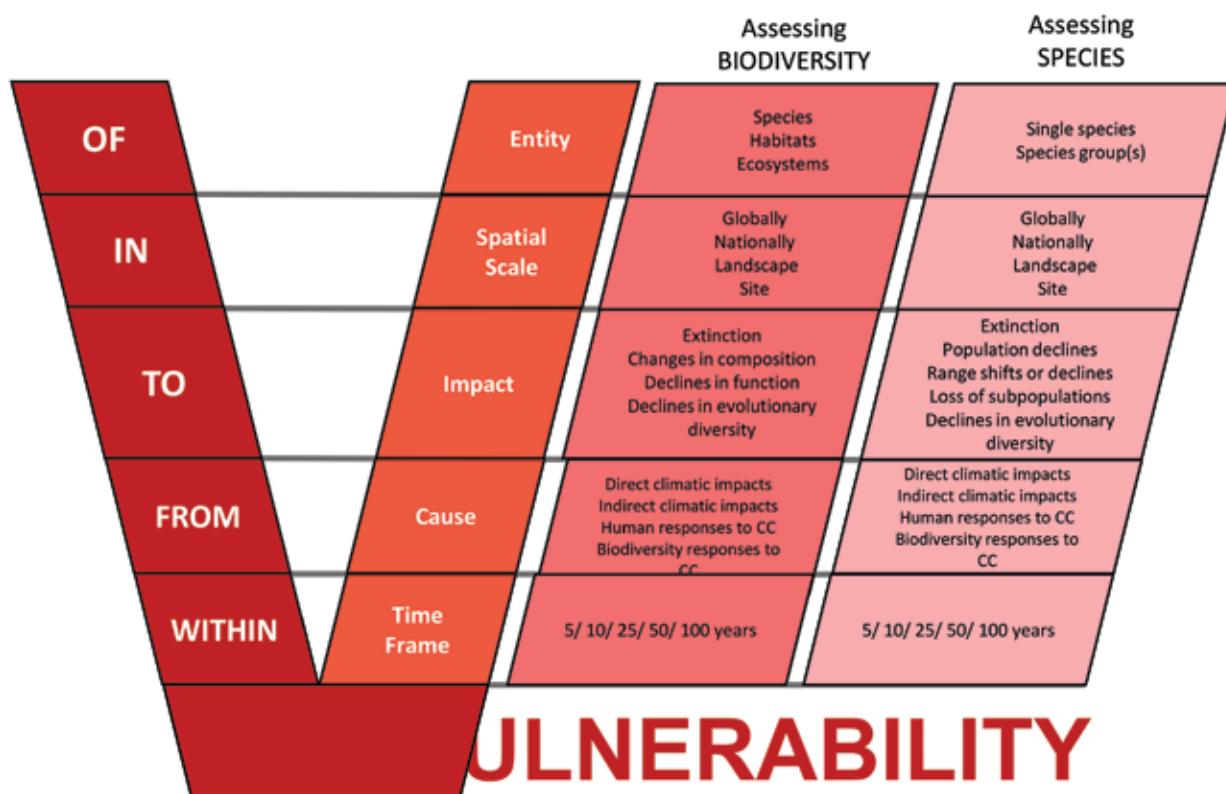 Assessing
BIODIVERSITY
Assessing
SPECIES
OF
Entity
Species
Habitats
Ecosystems
Single species
Species group(s)
IN
Spatial
Scale
Globally
Nationally
Landscape
Site
Globally
Nationally
Landscape
Site
TO
Impact
Extinction
Changes in composition
Declines in function
Declines in evolutionary
diversity
Extinction
Population declines
Range shifts or declines
Loss of subpopulations
Declines in evolutionary
diversity
FROM
Cause
Direct climatic impacts
Indirect climatic impacts
Human responses to CC
Biodiversity responses to
CC
Direct climatic impacts
Indirect climatic impacts
Human responses to CC
Biodiversity responses to
CC
WITHIN
Time
Frame
5/ 10/ 25/ 50/ 100 years
5/ 10/ 25/ 50/ 100 years
VULNERABILITY